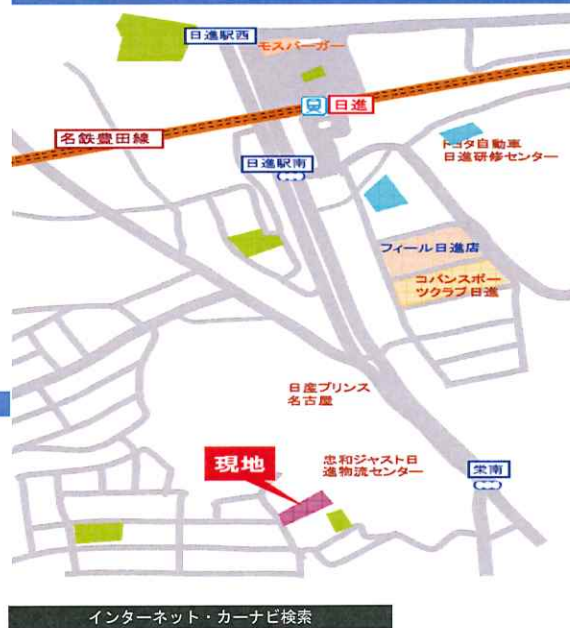 日進駅西
モスバーガー
日進
名鉄豊田線
日進駅南
トヨタ自動車
日進研修センター
フィール日進店
コパンスポー
ツクラブ日進
日産プリンス
名古屋
現地
忠和ジャスト日
進物流センター
栄南
インターネット・カーナビ検索